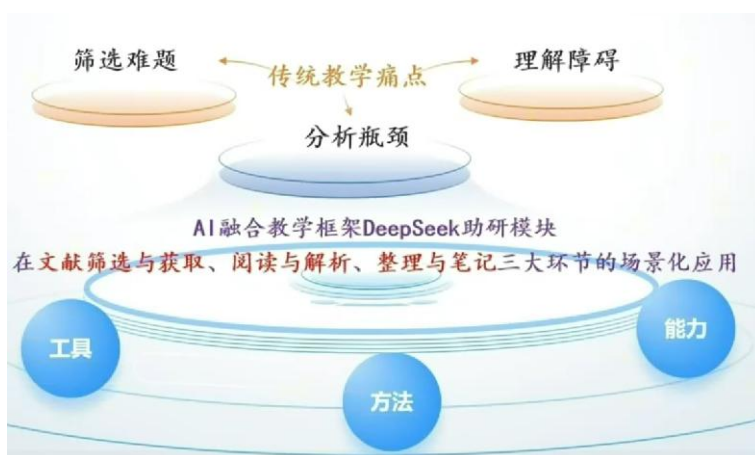 筛选难题
传统教学痛点
理解障碍
分析瓶颈
AI融合教学框架DeepSeek助研模块
在文献筛选与获取、阅读与解析、整理与笔记三大环节的场景化应用
工具
方法
能力